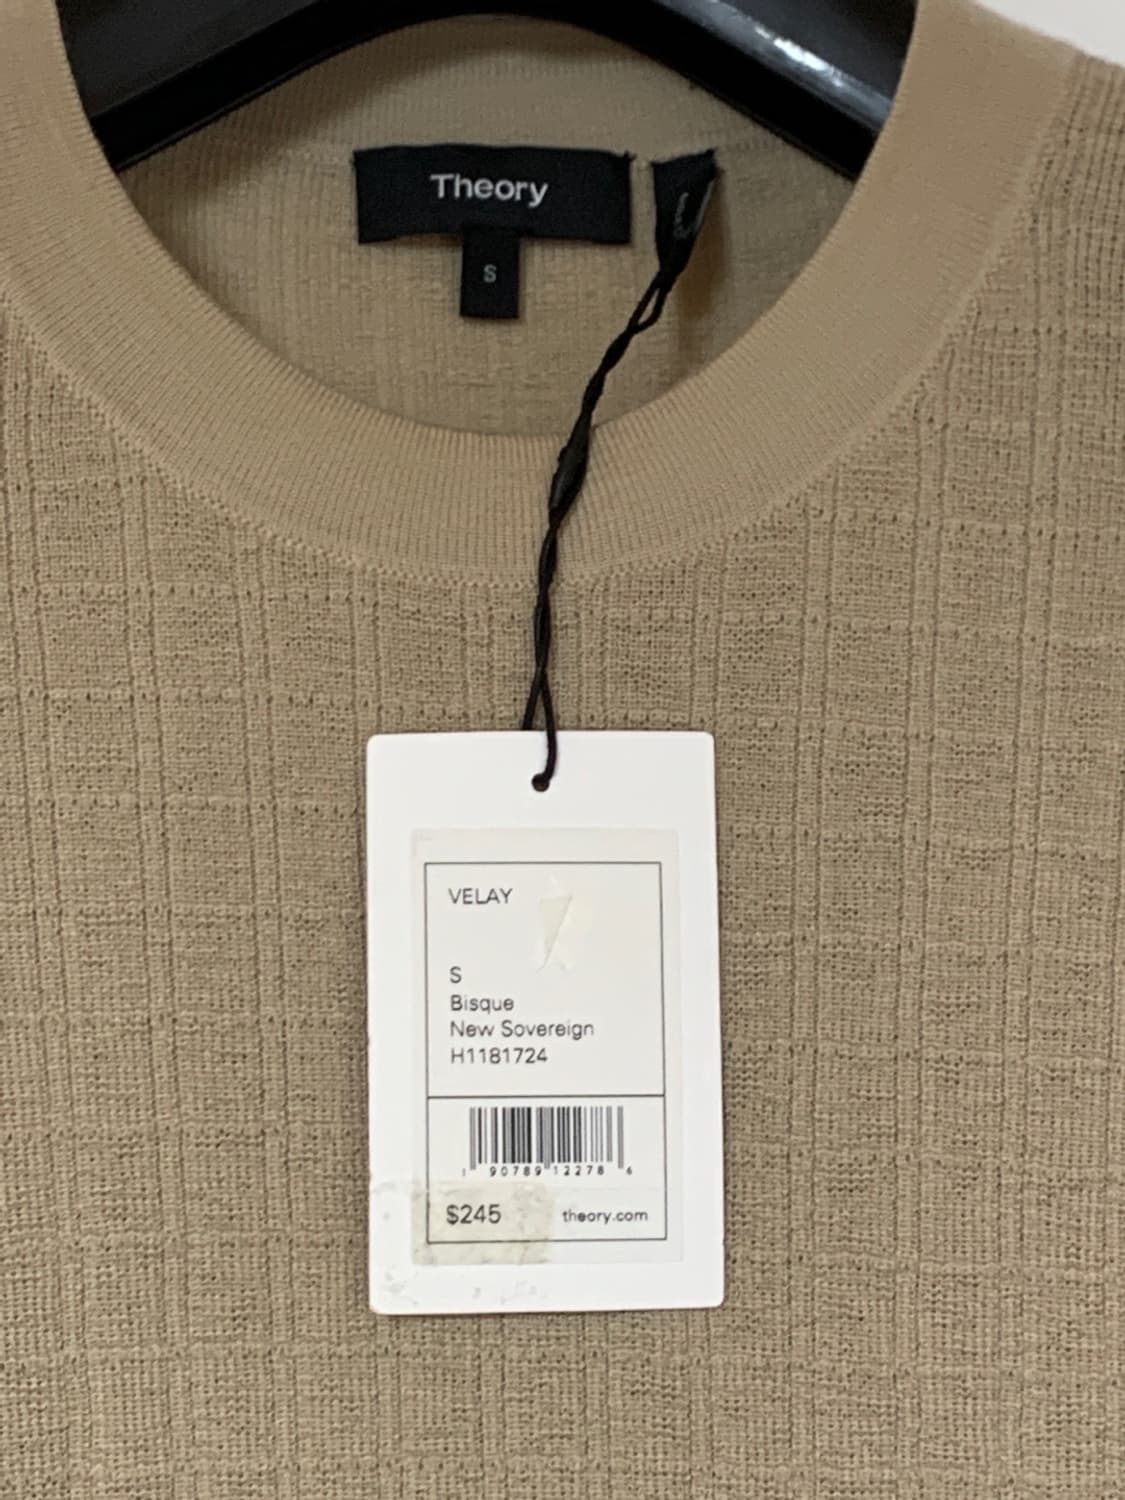 Theory
S
VELAY
S
Bisque
New Sovereign
H1181724
1 90789 12278 6
$245 theory.com